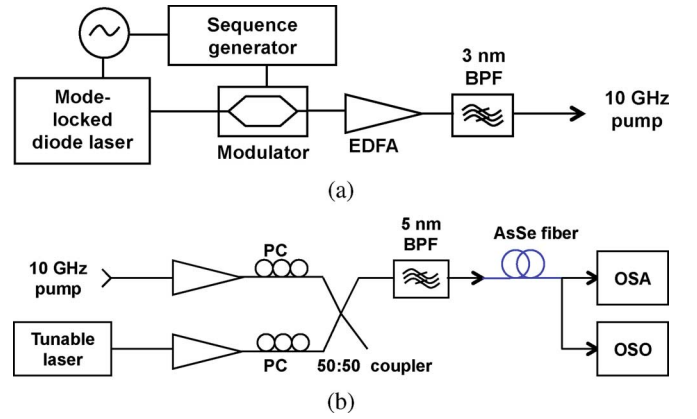 Sequence
generator
Mode-
locked
diode laser
Modulator
EDFA
3 nm
BPF
10 GHz
pump
(a)
10 GHz
pump
PC
Tunable
laser
PC
50:50 coupler
5 nm
BPF
AsSe fiber
OSA
OSO
(b)